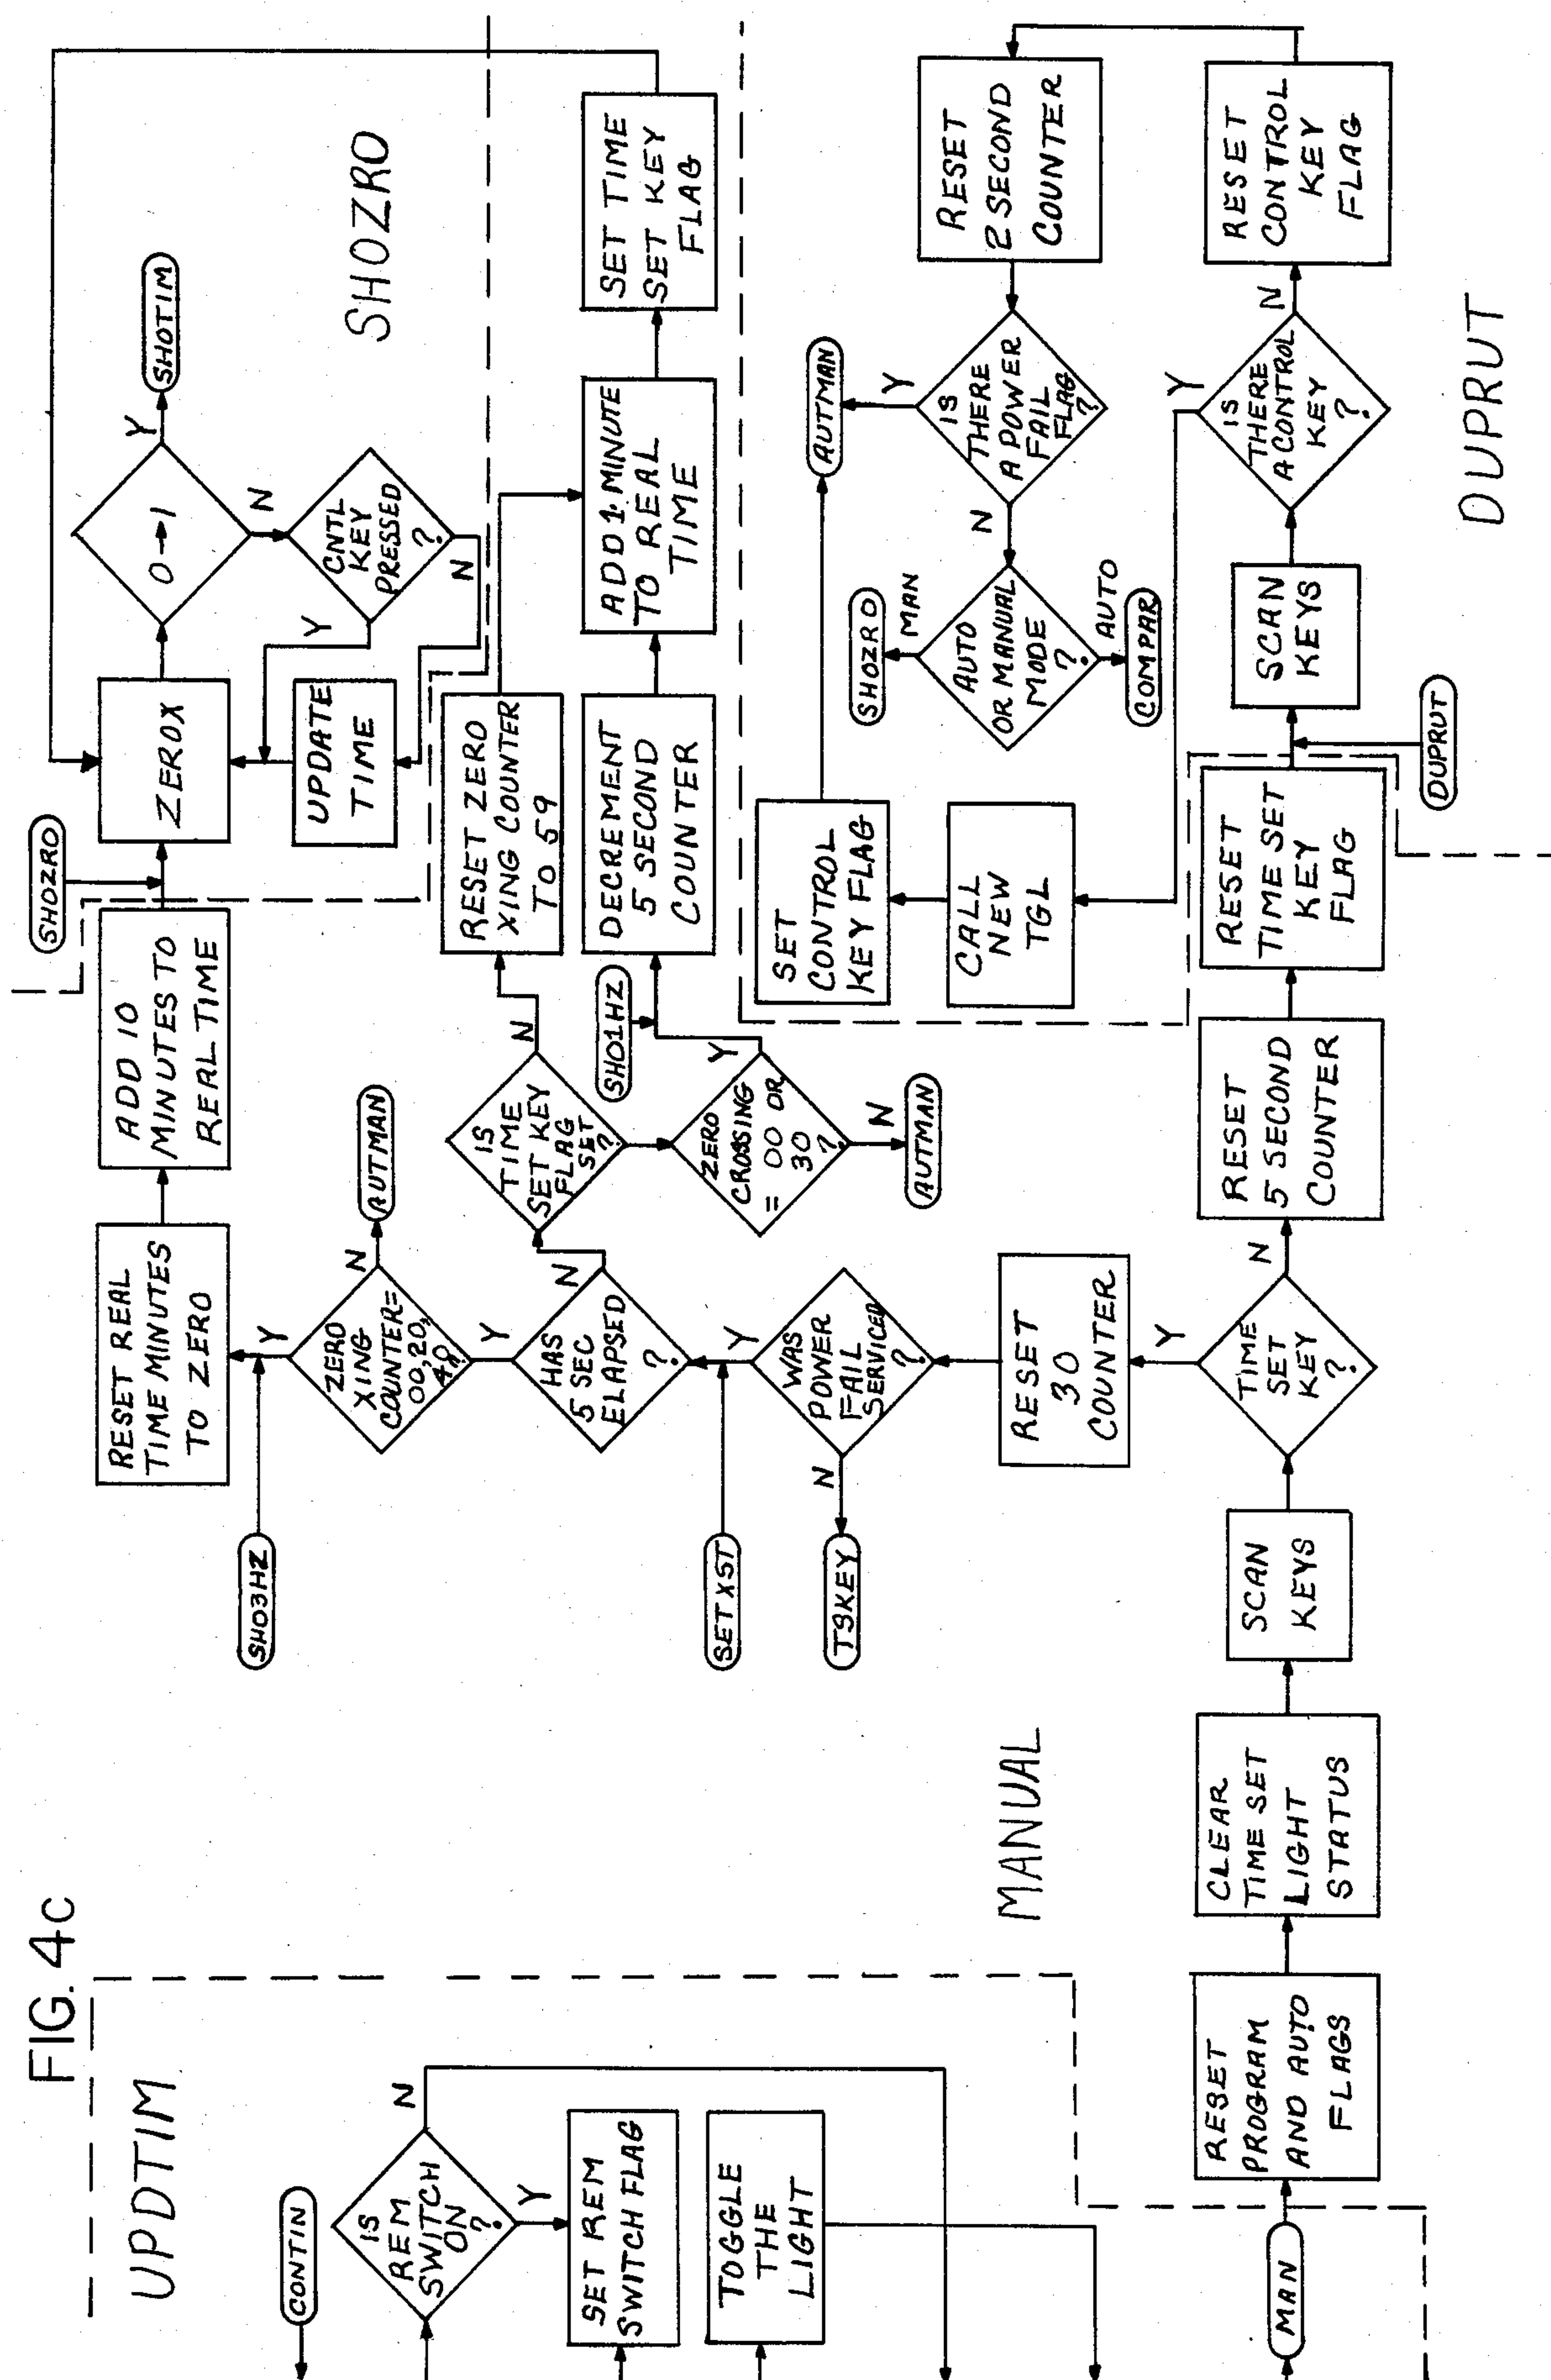 FIG. 4C
UPDTIM
CONTIN
IS
REM
SWITCH
ON
?
N
Y
SET REM
SWITCH FLAG
TOGGLE
THE
LIGHT
MAN
RESET
PROGRAM
AND AUTO
FLAGS
CLEAR
TIME SET
LIGHT
STATUS
MANUAL
SCAN
KEYS
TIME
SET
KEY
?
Y
N
RESET
30
COUNTER
WAS
POWER
FAIL
SERVICED
?
N
TSKEY
Y
SETXST
HAS
5 SEC
ELAPSED
?
Y
N
ZERO
XING
COUNTER=
00,20,
40
?
N
AUTMAN
Y
SHO3HZ
RESET REAL
TIME MINUTES
TO ZERO
ADD 10
MINUTES TO
REAL TIME
SHOZRO
ZEROX
0→1
Y
SHOTIM
N
CNTL
KEY
PRESSED
?
Y
N
UPDATE
TIME
SHOZRO
IS
TIME
SET KEY
FLAG
SET
?
N
RESET ZERO
XING COUNTER
TO 59
ZERO
CROSSING
= 00 OR
30
?
Y
N
AUTMAN
SHO1HZ
DECREMENT
5 SECOND
COUNTER
ADD 1 MINUTE
TO REAL
TIME
SET TIME
SET KEY
FLAG
RESET
5 SECOND
COUNTER
RESET
TIME SET
KEY
FLAG
DUPRUT
SCAN
KEYS
IS
THERE
A CONTROL
KEY
?
Y
N
RESET
CONTROL
KEY
FLAG
RESET
2 SECOND
COUNTER
IS
THERE
A POWER
FAIL
FLAG
?
Y
AUTMAN
N
AUTO
OR MANUAL
MODE
?
MAN
SHOZRO
AUTO
COMPAR
CALL
NEW
TGL
SET
CONTROL
KEY FLAG
DUPRUT